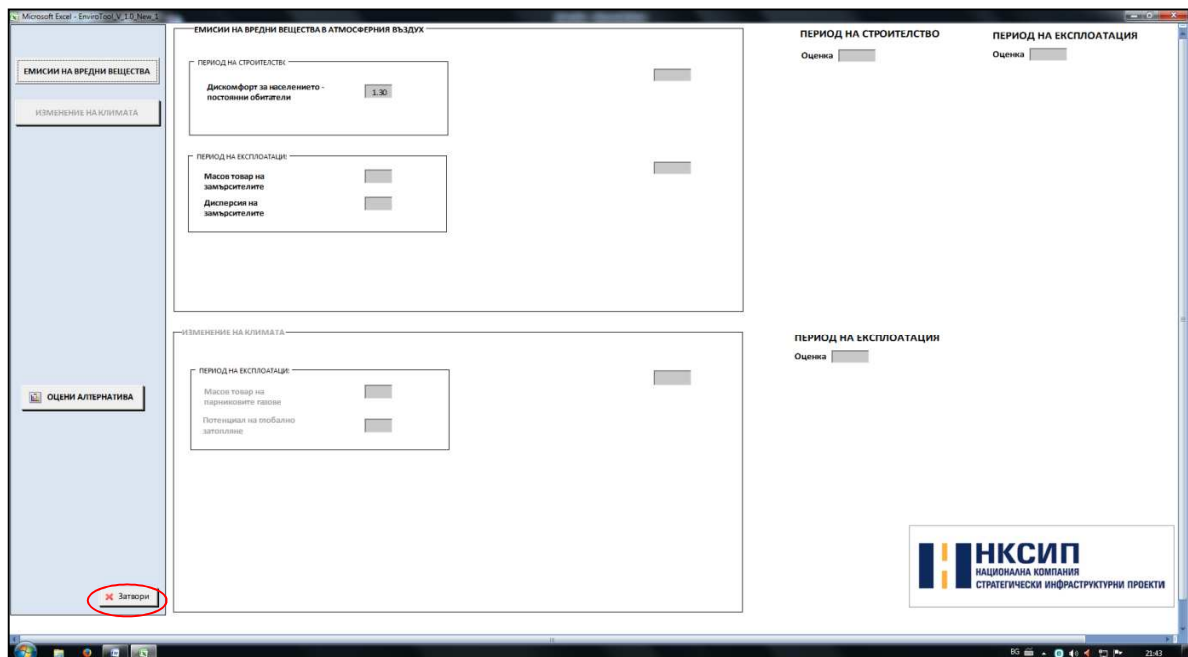 Microsoft Excel - EnviroTool_V_1.0_New_1
ЕМИСИИ НА ВРЕДНИ ВЕЩЕСТВА
ИЗМЕНЕНИЕ НА КЛИМАТА
ОЦЕНИ АЛТЕРНАТИВА
Затвори
ЕМИСИИ НА ВРЕДНИ ВЕЩЕСТВА В АТМОСФЕРНИЯ ВЪЗДУХ
ПЕРИОД НА СТРОИТЕЛСТВО
Дискомфорт за населението -
постоянни обитатели
1.30
ПЕРИОД НА ЕКСПЛОАТАЦИ
Масов товар на
замърсителите
Дисперсия на
замърсителите
ПЕРИОД НА СТРОИТЕЛСТВО
Оценка
ПЕРИОД НА ЕКСПЛОАТАЦИЯ
Оценка
ИЗМЕНЕНИЕ НА КЛИМАТА
ПЕРИОД НА ЕКСПЛОАТАЦИ
Масов товар на
парниковите газове
Потенциал на глобално
затопляне
ПЕРИОД НА ЕКСПЛОАТАЦИЯ
Оценка
НКСИП
НАЦИОНАЛНА КОМПАНИЯ
СТРАТЕГИЧЕСКИ ИНФРАСТРУКТУРНИ ПРОЕКТИ
BG
21:43